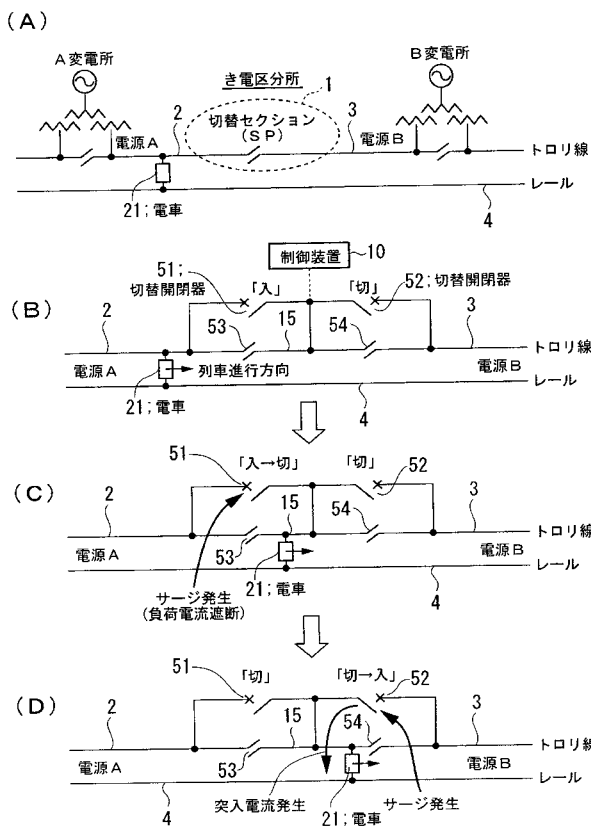 (A)
A変電所
き電区分所
1
B変電所
電源A
2
切替セクション
(SP)
3
電源B
トロリ線
レール
21;電車
4
制御装置
10
(B)
51;
切替開閉器
「入」
「切」
52;切替開閉器
2
53
15
54
3
トロリ線
電源A
列車進行方向
電源B
レール
21;電車
4
(C)
51
「入→切」
「切」
52
2
15
54
3
トロリ線
電源A
53
21;電車
電源B
レール
4
サージ発生
(負荷電流遮断)
(D)
51
「切」
「切→入」
52
2
15
54
3
トロリ線
電源A
53
電源B
レール
4
突入電流発生
21;電車
サージ発生